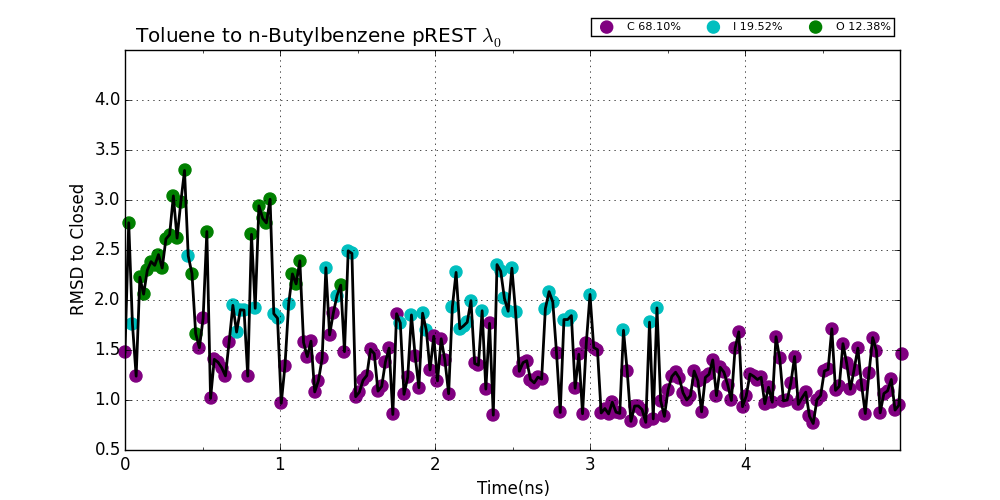 Toluene to n-Butylbenzene pREST λ₀
C 68.10% I 19.52% O 12.38%
4.0
3.5
3.0
2.5
2.0
1.5
1.0
0.5
RMSD to Closed
0 1 2 3 4
Time(ns)